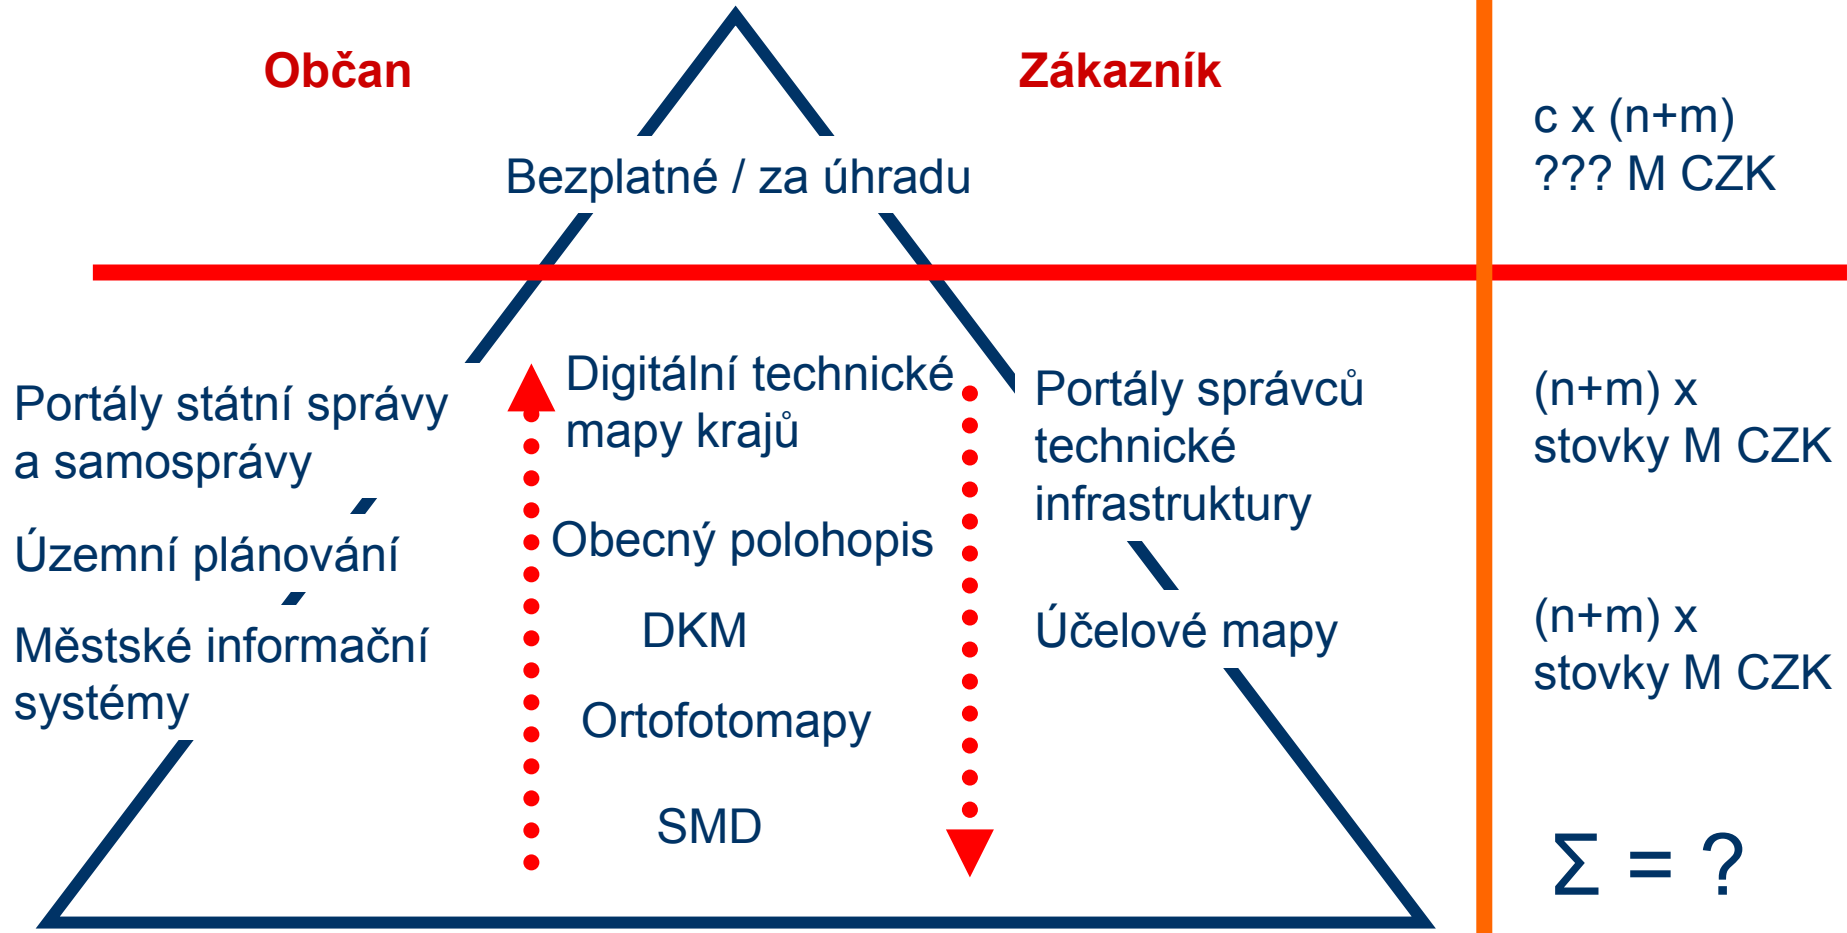 Občan
Zákazník
Bezplatné / za úhradu
c x (n+m)
??? M CZK
Portály státní správy
a samosprávy
Územní plánování
Městské informační
systémy
Digitální technické
mapy krajů
Obecný polohopis
DKM
Ortofotomapy
SMD
Portály správců
technické
infrastruktury
Účelové mapy
(n+m) x
stovky M CZK
(n+m) x
stovky M CZK
Σ = ?